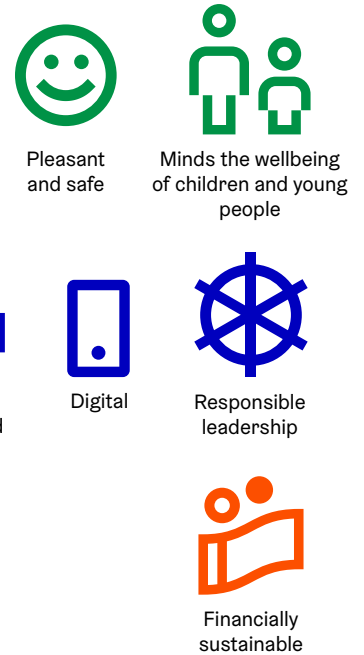 Pleasant
and safe
Minds the wellbeing
of children and young
people
Digital
Responsible
leadership
Financially
sustainable